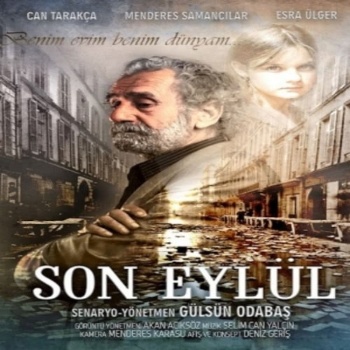 CAN TARAKÇA MENDERES SAMANCILAR ESRA ÜLGER
Benim evim benim dünyam...
SON EYLÜL
SENARYO-YÖNETMEN GÜLSÜN ODABAŞ
GÖRÜNTÜ YÖNETMENİ AKAN AÇIKSÖZ MÜZİK SELİM CAN YALÇIN
KAMERA MENDERES KARASU AFİŞ VE KONSEPT DENİZ GERİŞ